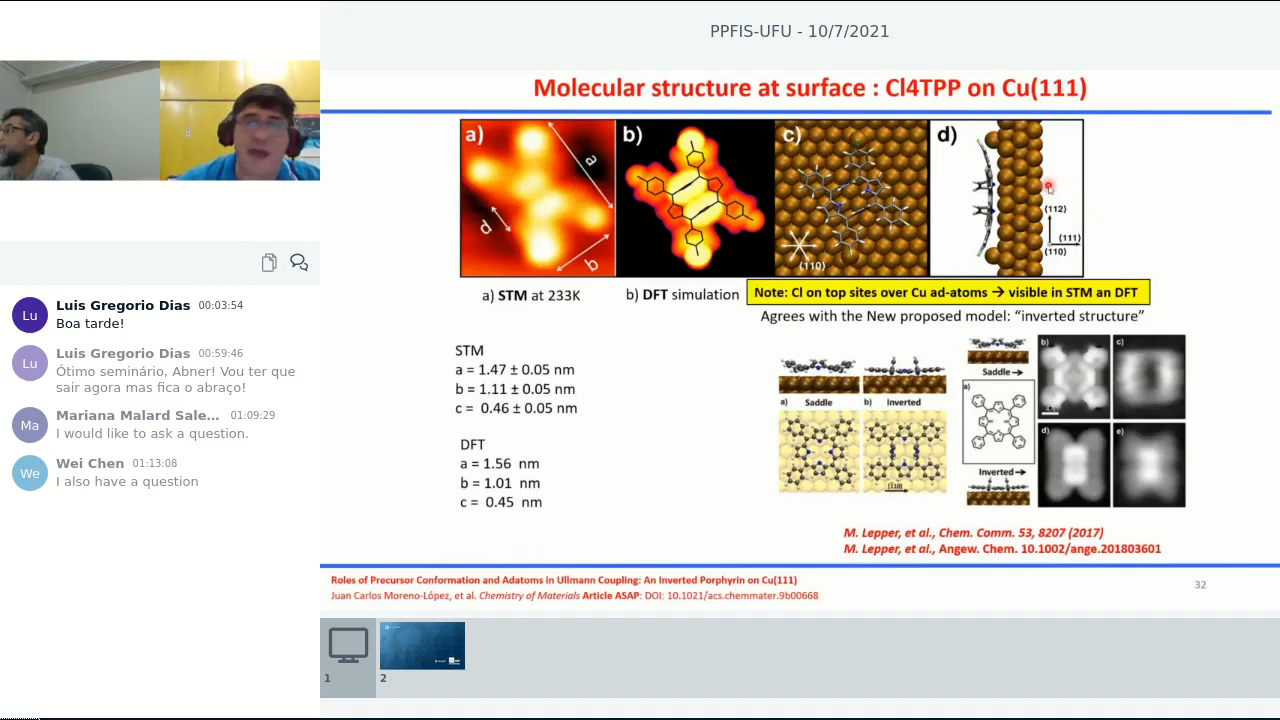 PPFIS-UFU - 10/7/2021
Molecular structure at surface : Cl4TPP on Cu(111)
a)
a
d
b
b)
c)
⟨110⟩
d)
⟨112⟩
⟨111⟩
⟨110⟩
a) STM at 233K
b) DFT simulation
Note: Cl on top sites over Cu ad-atoms → visible in STM an DFT
Agrees with the New proposed model: “inverted structure”
STM
a = 1.47 ± 0.05 nm
b = 1.11 ± 0.05 nm
c = 0.46 ± 0.05 nm
DFT
a = 1.56 nm
b = 1.01 nm
c = 0.45 nm
a) Saddle
b) Inverted
Saddle →
a)
Inverted →
b)
c)
d)
e)
M. Lepper, et al., Chem. Comm. 53, 8207 (2017)
M. Lepper, et al., Angew. Chem. 10.1002/ange.201803601
Roles of Precursor Conformation and Adatoms in Ullmann Coupling: An Inverted Porphyrin on Cu(111)
Juan Carlos Moreno-López, et al. Chemistry of Materials Article ASAP: DOI: 10.1021/acs.chemmater.9b00668
32
Lu
Luis Gregorio Dias 00:03:54
Boa tarde!
Lu
Luis Gregorio Dias 00:59:46
Ótimo seminário, Abner! Vou ter que
sair agora mas fica o abraço!
Ma
Mariana Malard Sale... 01:09:29
I would like to ask a question.
We
Wei Chen 01:13:08
I also have a question
1
2